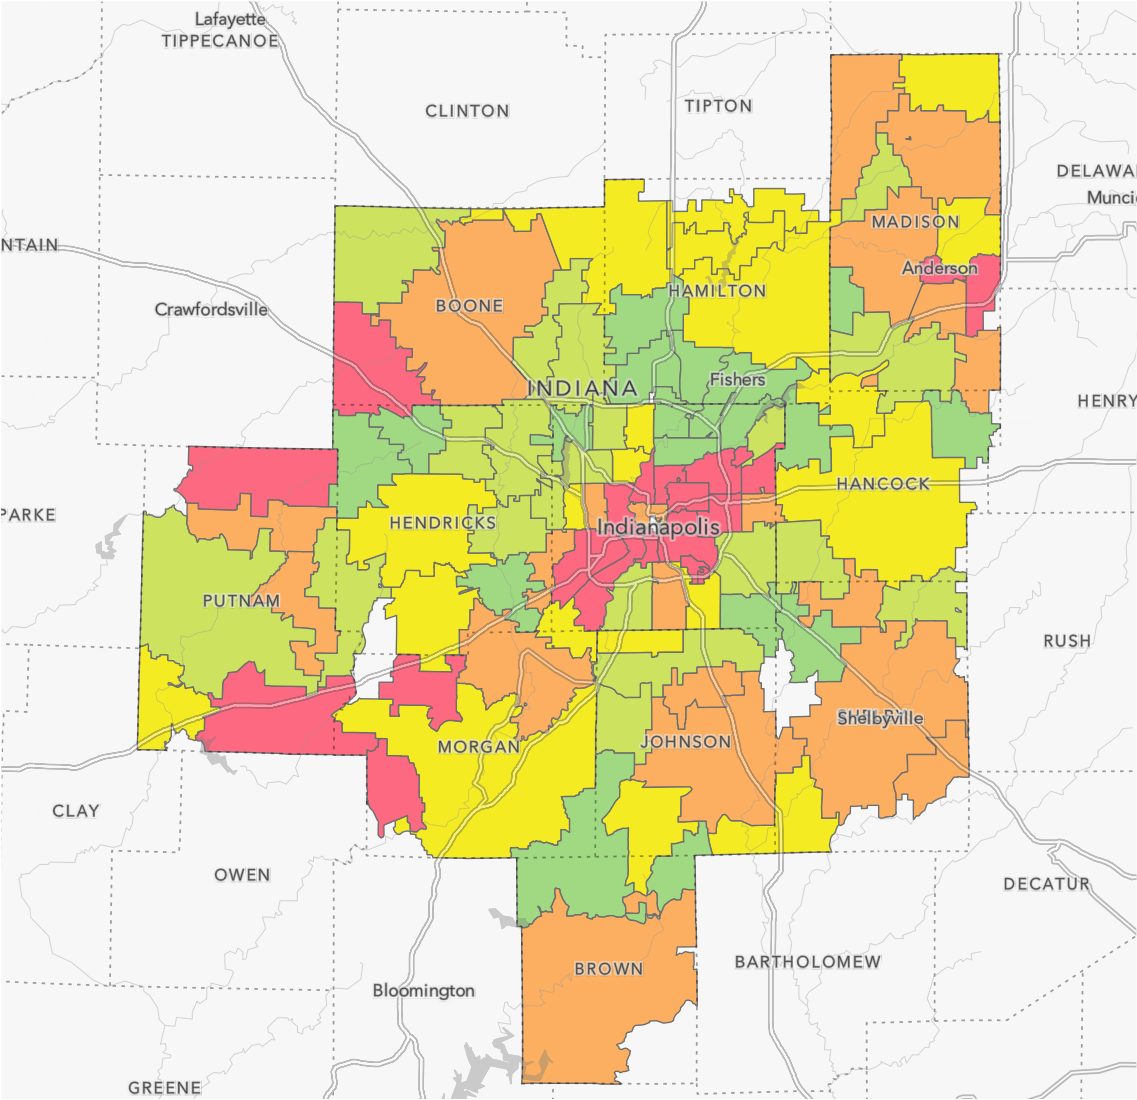 Lafayette
TIPPECANOE
CLINTON
TIPTON
DELAWA
Munci
MADISON
NTAIN
Anderson
HAMILTON
Crawfordsville
BOONE
Fishers
INDIANA
HENRY
HANCOCK
PARKE
HENDRICKS
Indianapolis
PUTNAM
RUSH
Shelbyville
JOHNSON
MORGAN
CLAY
OWEN
DECATUR
BROWN
BARTHOLOMEW
Bloomington
GREENE